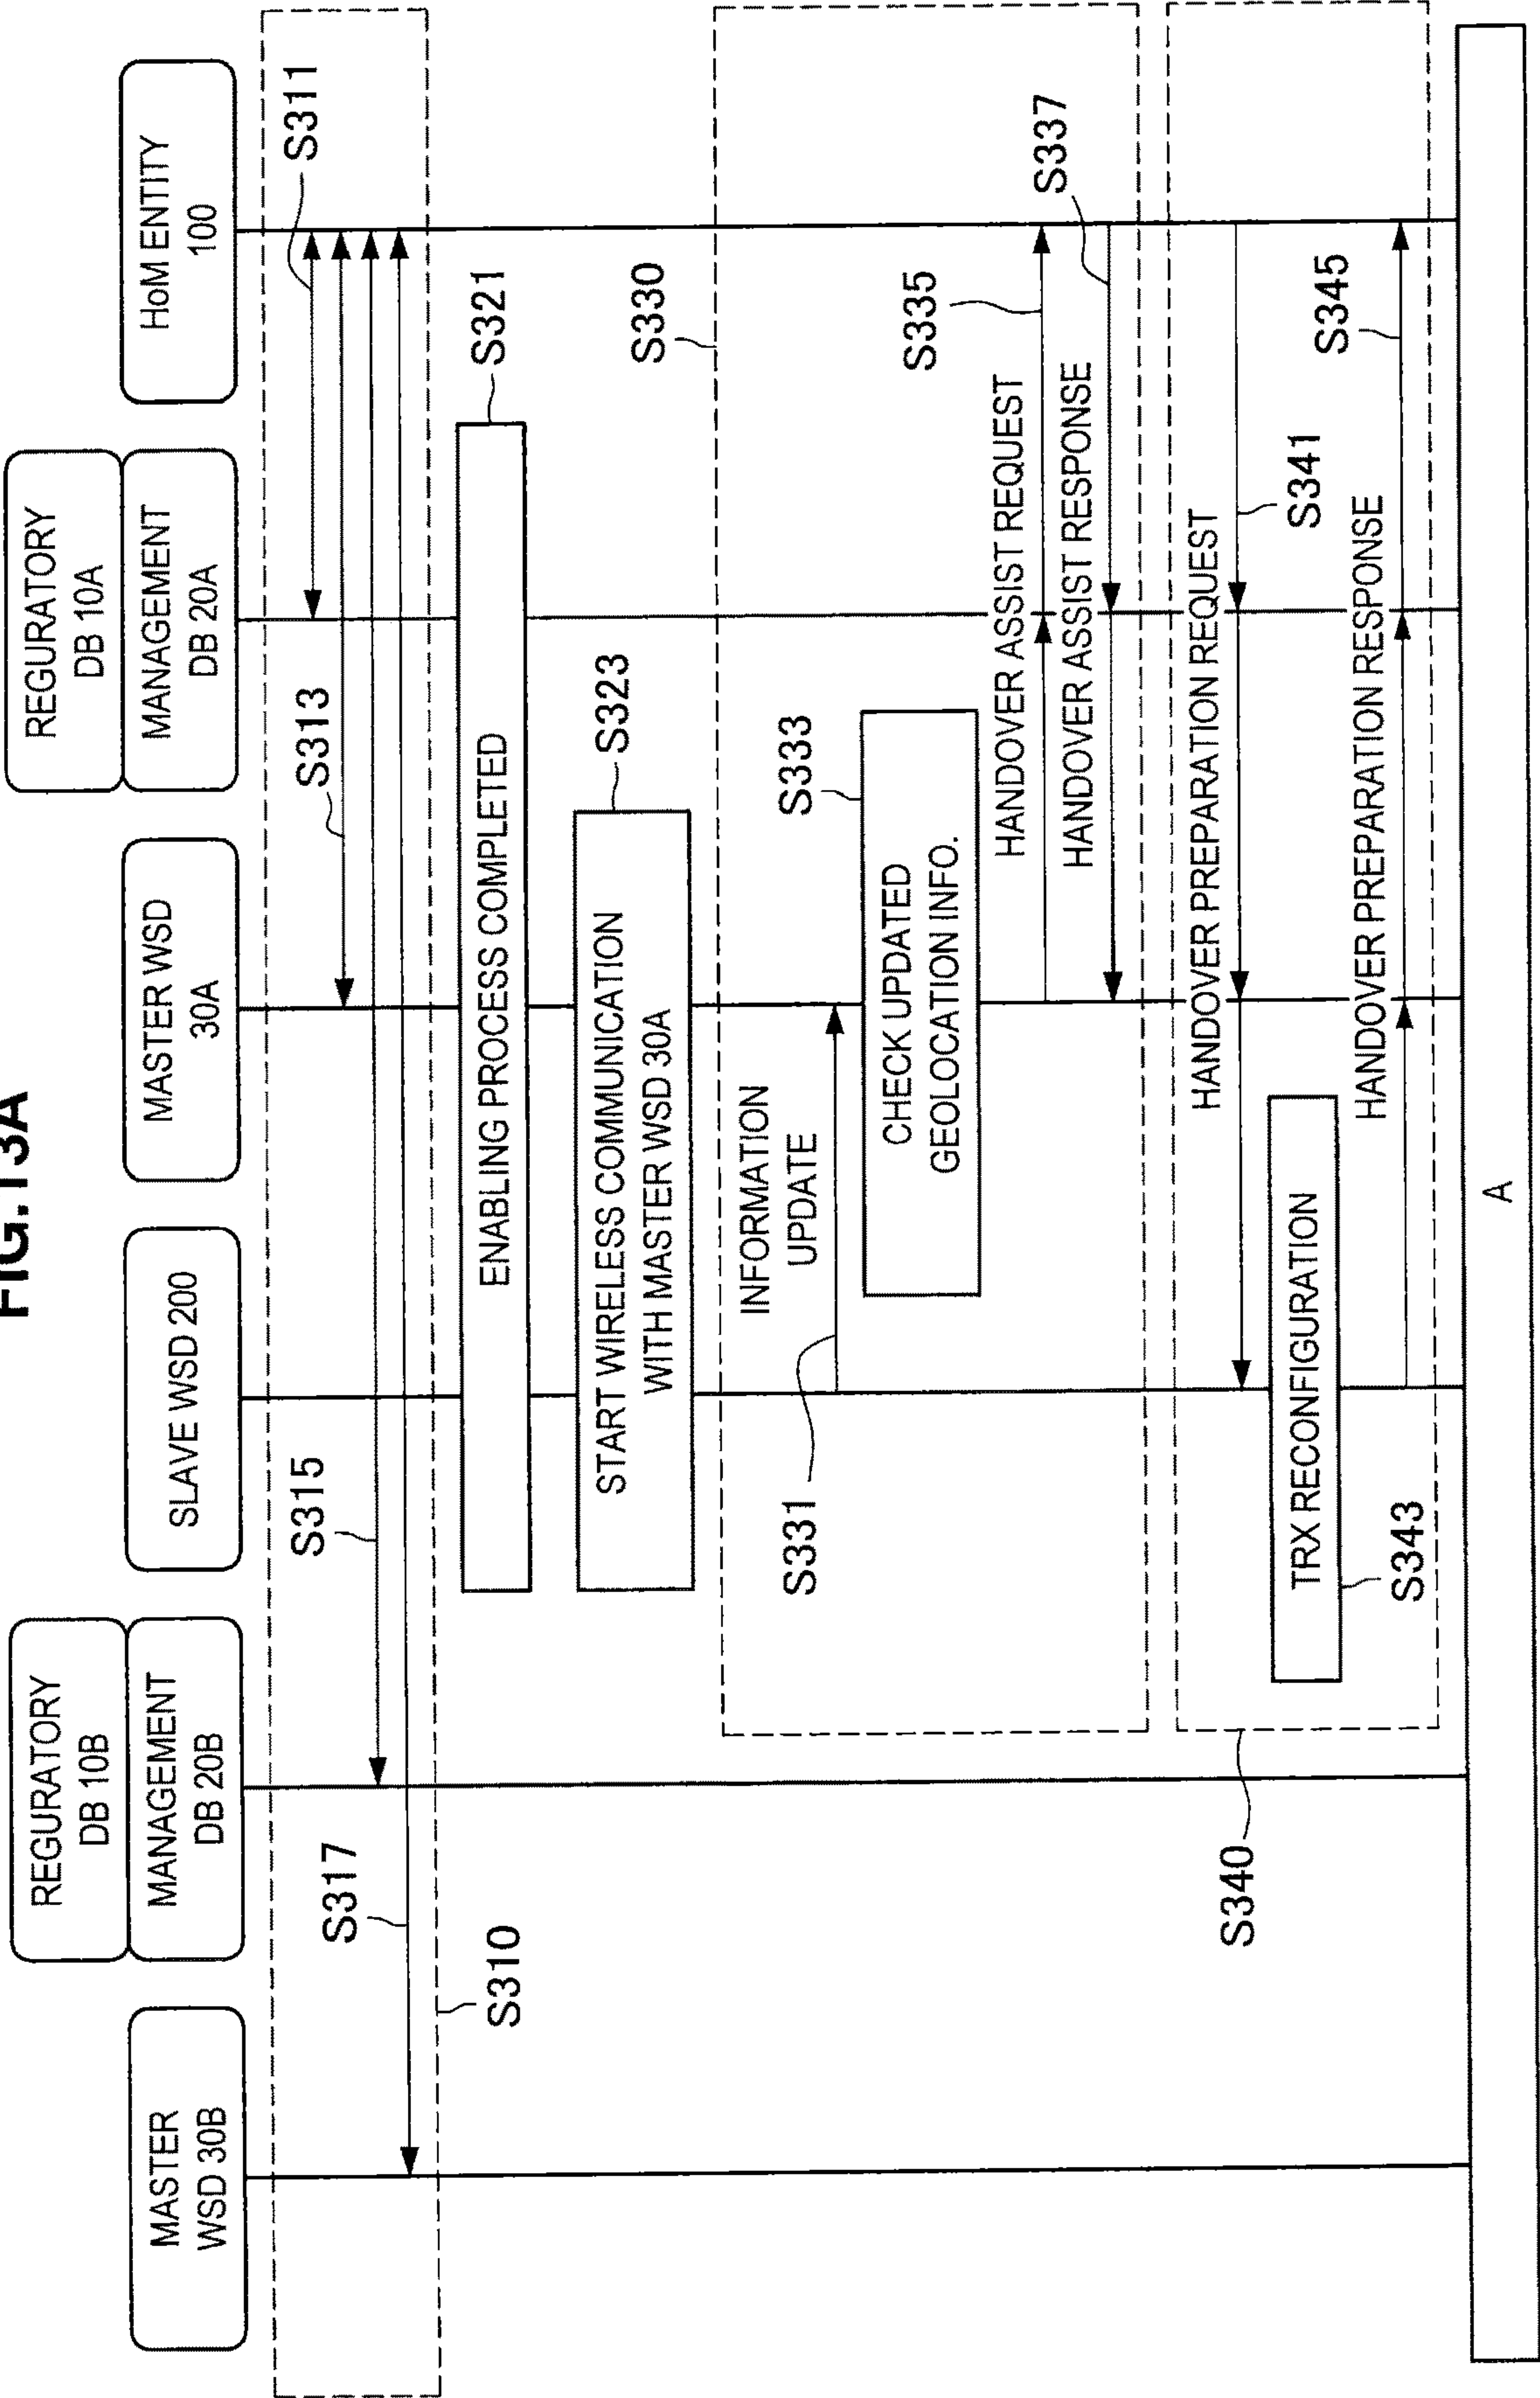 FIG.13A
MASTER
WSD 30B
REGURATORY
DB 10B
MANAGEMENT
DB 20B
SLAVE WSD 200
MASTER WSD
30A
REGURATORY
DB 10A
MANAGEMENT
DB 20A
HoM ENTITY
100
S311
S313
S315
S317
S310
ENABLING PROCESS COMPLETED
S321
START WIRELESS COMMUNICATION
WITH MASTER WSD 30A
S323
S330
INFORMATION
UPDATE
S331
CHECK UPDATED
GEOLOCATION INFO.
S333
HANDOVER ASSIST REQUEST
S335
HANDOVER ASSIST RESPONSE
S337
HANDOVER PREPARATION REQUEST
S341
S340
TRX RECONFIGURATION
S343
HANDOVER PREPARATION RESPONSE
S345
A